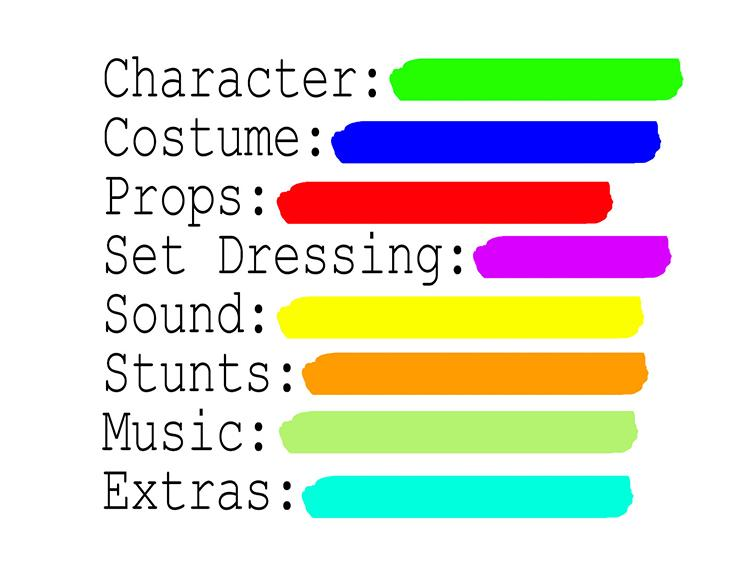 Character:
Costume:
Props:
Set Dressing:
Sound:
Stunts:
Music:
Extras: